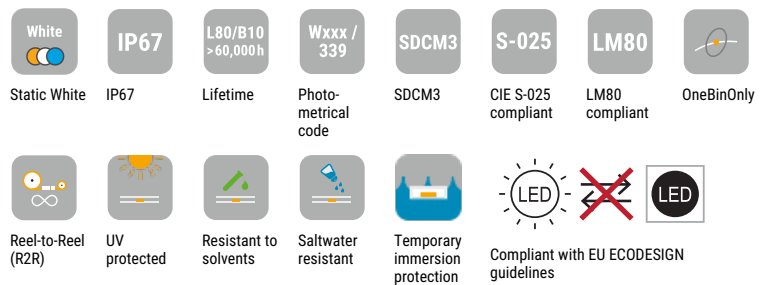 White
IP67
L80/B10
>60,000h
Wxxx /
339
SDCM3
S-025
LM80
Static White
IP67
Lifetime
Photo-
metrical
code
SDCM3
CIE S-025
compliant
LM80
compliant
OneBinOnly
LED
LED
Reel-to-Reel
(R2R)
UV
protected
Resistant to
solvents
Saltwater
resistant
Temporary
immersion
protection
Compliant with EU ECODESIGN
guidelines